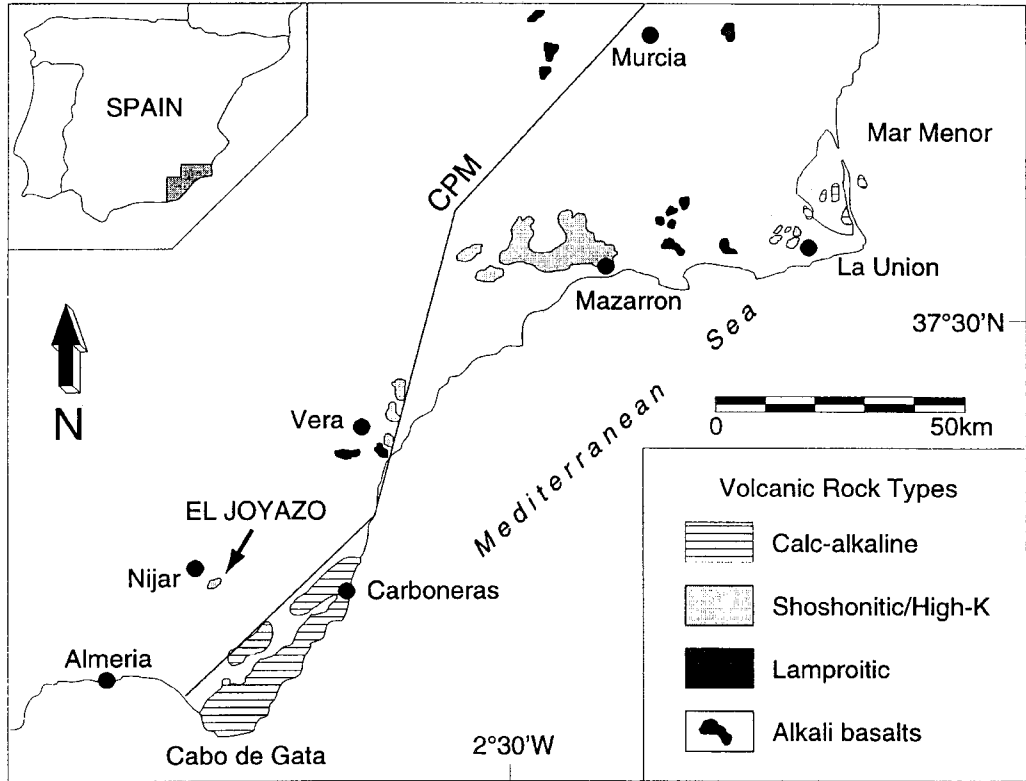 SPAIN
Murcia
Mar Menor
CPM
La Union
Mazarron
Sea
37°30'N
Mediterranean
N
Vera
0
50km
EL JOYAZO
Nijar
Carboneras
Almeria
Cabo de Gata
2°30'W
Volcanic Rock Types
Calc-alkaline
Shoshonitic/High-K
Lamproitic
Alkali basalts